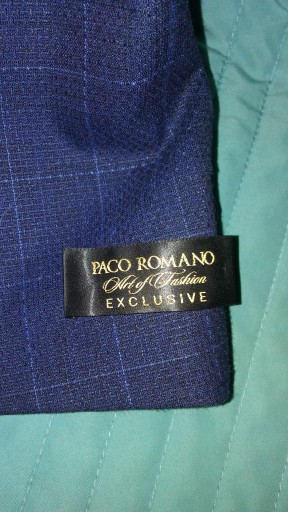 PACO ROMANO
Art of Fashion
EXCLUSIVE